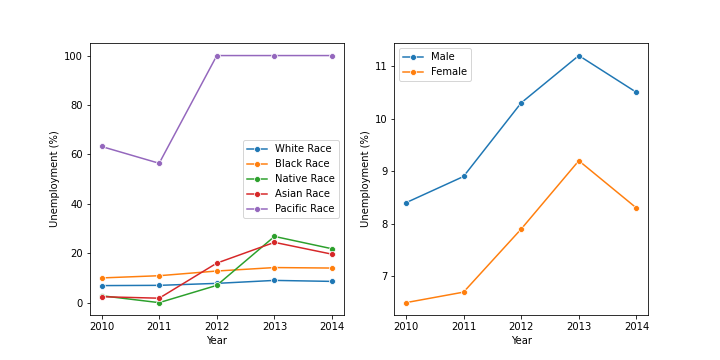 100
80
60
40
20
0
Unemployment (%)
White Race
Black Race
Native Race
Asian Race
Pacific Race
2010 2011 2012 2013 2014
Year
11
10
9
8
7
Unemployment (%)
Male
Female
2010 2011 2012 2013 2014
Year